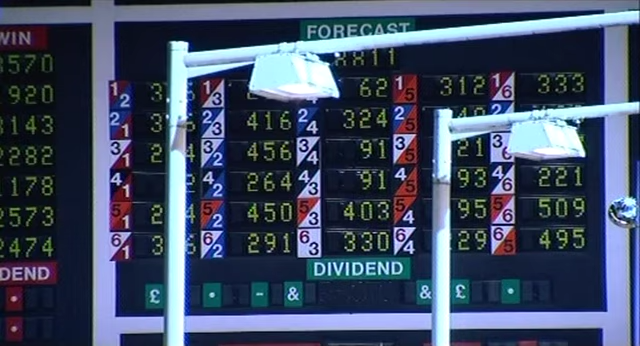 WIN
FORECAST
3570
920 1 2 1 3 62 1 5 312 1 6 333
3143 2 1 2 3 416 2 4 324 2 5
2282 3 1 3 2 456 3 4 91 3 5 3 6
1178 4 1 4 2 264 4 3 91 4 5 93 4 6 221
2573 5 1 5 2 450 5 3 403 5 4 95 5 6 509
2474 6 1 6 2 291 6 3 330 6 4 229 6 5 495
DEND DIVIDEND
£ & & £